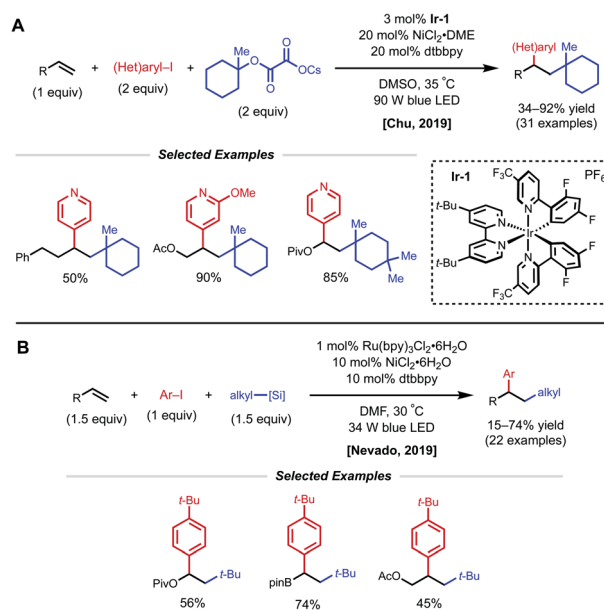 A
3 mol% Ir-1
20 mol% NiCl2•DME
20 mol% dtbbpy
R
+
(Het)aryl–I
+
Me
O
O
O
OCs
(1 equiv)
(2 equiv)
(2 equiv)
DMSO, 35 °C
90 W blue LED
[Chu, 2019]
(Het)aryl
Me
R
34–92% yield
(31 examples)
Selected Examples
N
Me
Ph
50%
N
OMe
Me
AcO
90%
N
Me
PivO
Me
Me
85%
Ir-1
PF6
F3C
F
t-Bu
N
F
N
Ir
N
F
t-Bu
N
F3C
F
B
1 mol% Ru(bpy)3Cl2•6H2O
10 mol% NiCl2•6H2O
10 mol% dtbbpy
R
+
Ar–I
+
alkyl—[Si]
(1.5 equiv)
(1 equiv)
(1.5 equiv)
DMF, 30 °C
34 W blue LED
[Nevado, 2019]
Ar
R
alkyl
15–74% yield
(22 examples)
Selected Examples
t-Bu
PivO
t-Bu
56%
t-Bu
pinB
t-Bu
74%
t-Bu
AcO
t-Bu
45%